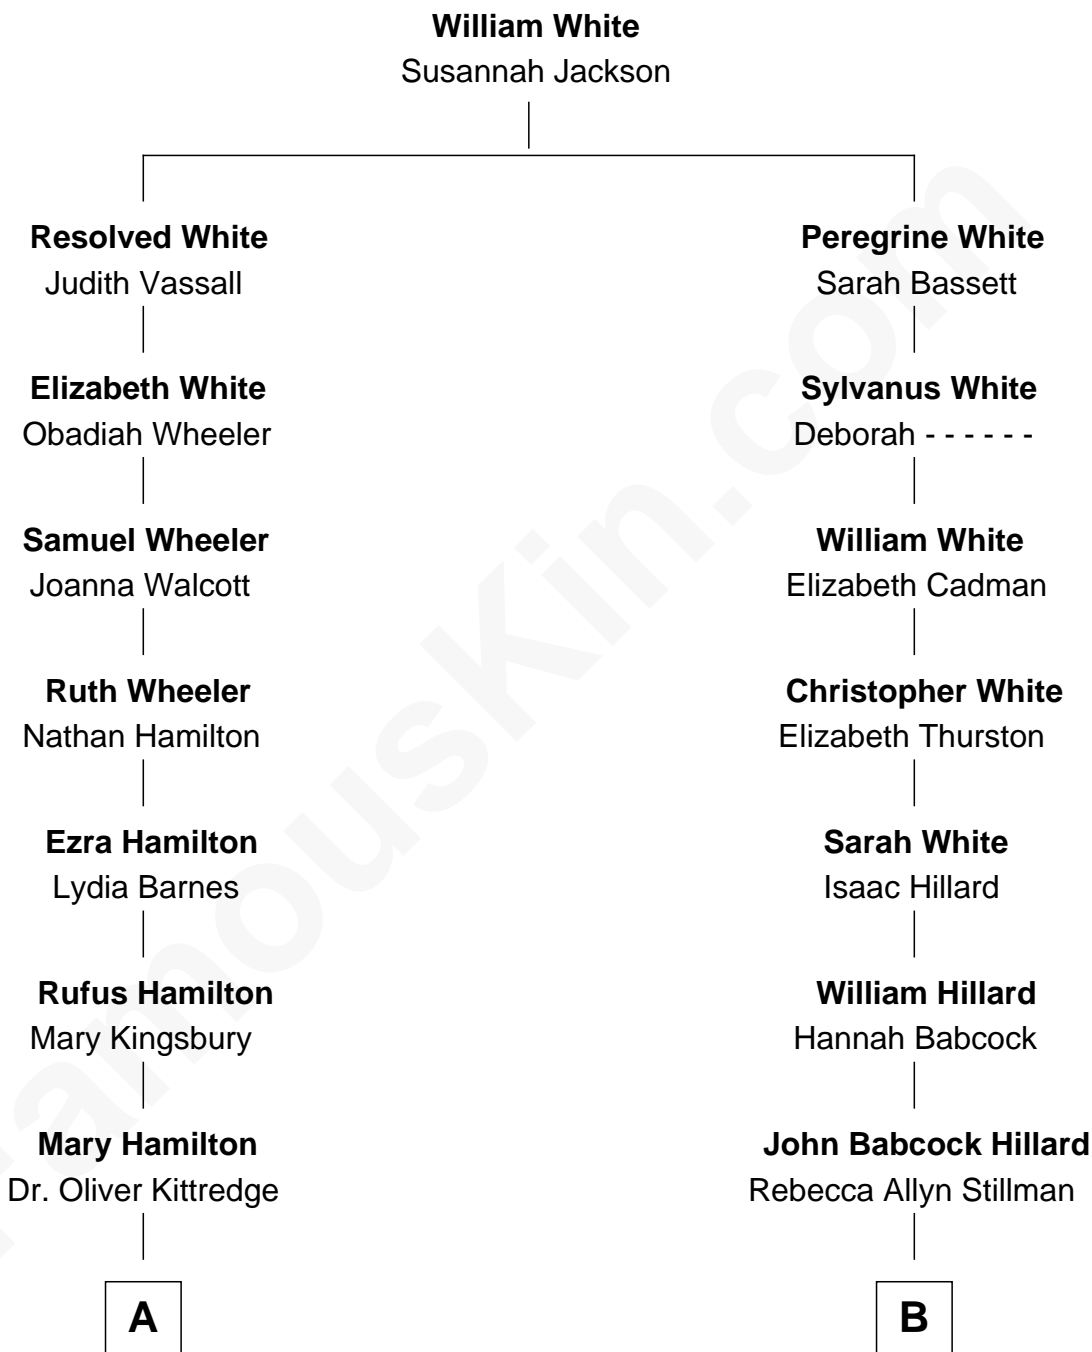 William White
Susannah Jackson
Resolved White
Judith Vassall
Peregrine White
Sarah Bassett
Elizabeth White
Obadiah Wheeler
Sylvanus White
Deborah - - - - - -
Samuel Wheeler
Joanna Walcott
William White
Elizabeth Cadman
Ruth Wheeler
Nathan Hamilton
Christopher White
Elizabeth Thurston
Ezra Hamilton
Lydia Barnes
Sarah White
Isaac Hillard
Rufus Hamilton
Mary Kingsbury
William Hillard
Hannah Babcock
Mary Hamilton
Dr. Oliver Kittredge
John Babcock Hillard
Rebecca Allyn Stillman
A
B
FamousKin.com